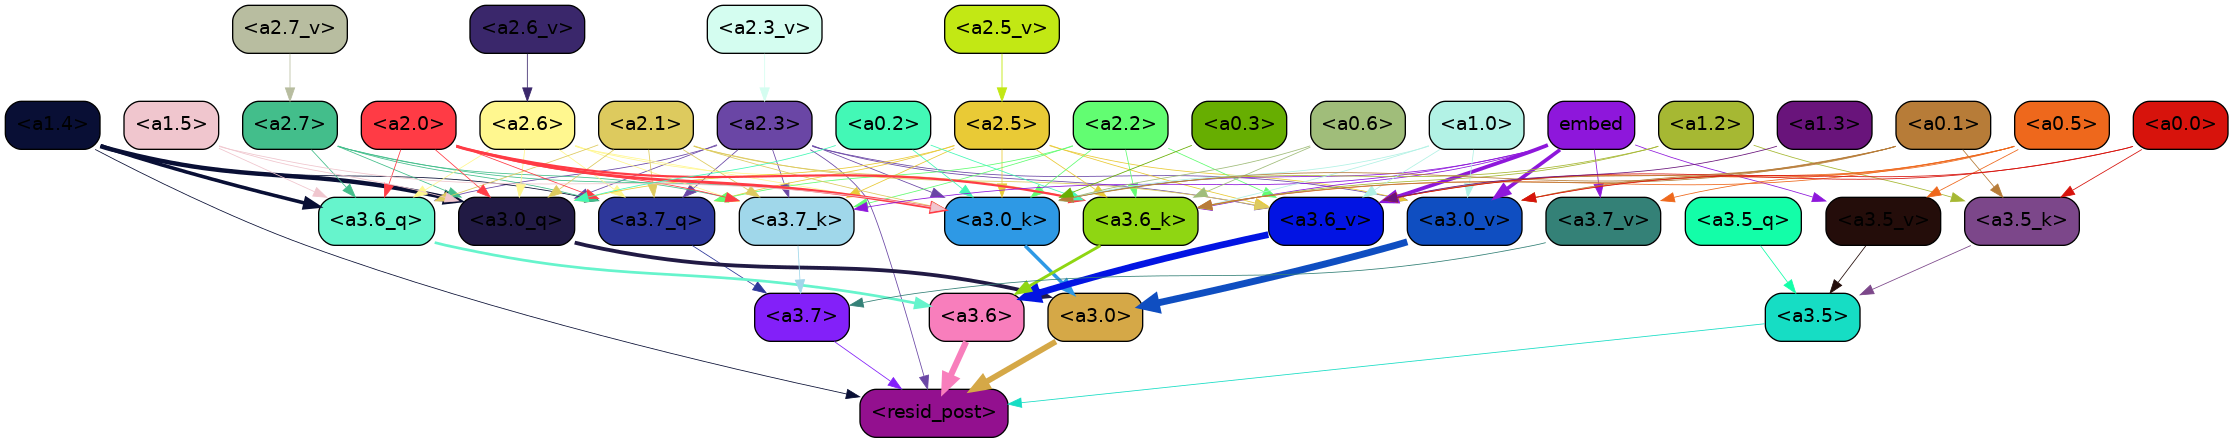 <a2.7_v> <a2.6_v> <a2.3_v> <a2.5_v>
<a1.4> <a1.5> <a2.7> <a2.0> <a2.6> <a2.1> <a2.3> <a0.2> <a2.5> <a2.2> <a0.3> <a0.6> <a1.0> embed <a1.2> <a1.3> <a0.1> <a0.5> <a0.0>
<a3.6_q> <a3.0_q> <a3.7_q> <a3.7_k> <a3.0_k> <a3.6_k> <a3.6_v> <a3.0_v> <a3.7_v> <a3.5_q> <a3.5_v> <a3.5_k>
<a3.7> <a3.6> <a3.0> <a3.5>
<resid_post>